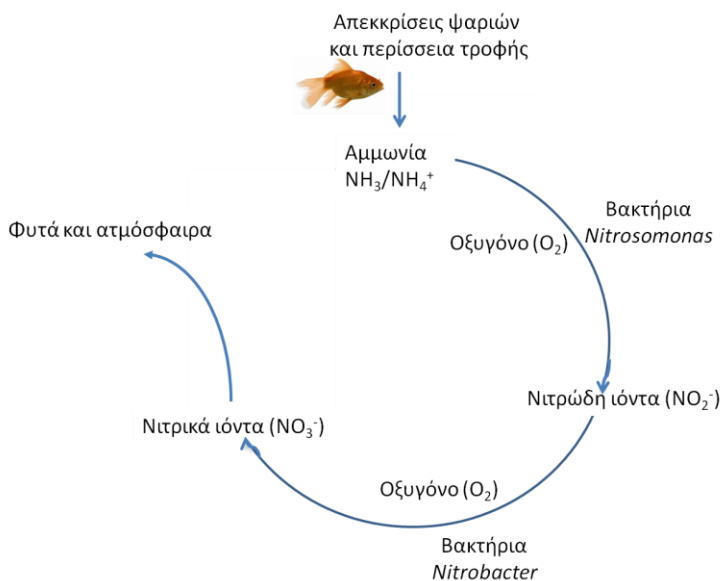 Απεκκρίσεις ψαριών
και περίσσεια τροφής
Αμμωνία
NH₃/NH₄⁺
Βακτήρια
Nitrosomonas
Οξυγόνο (O₂)
Φυτά και ατμόσφαιρα
Νιτρώδη ιόντα (NO₂⁻)
Νιτρικά ιόντα (NO₃⁻)
Οξυγόνο (O₂)
Βακτήρια
Nitrobacter